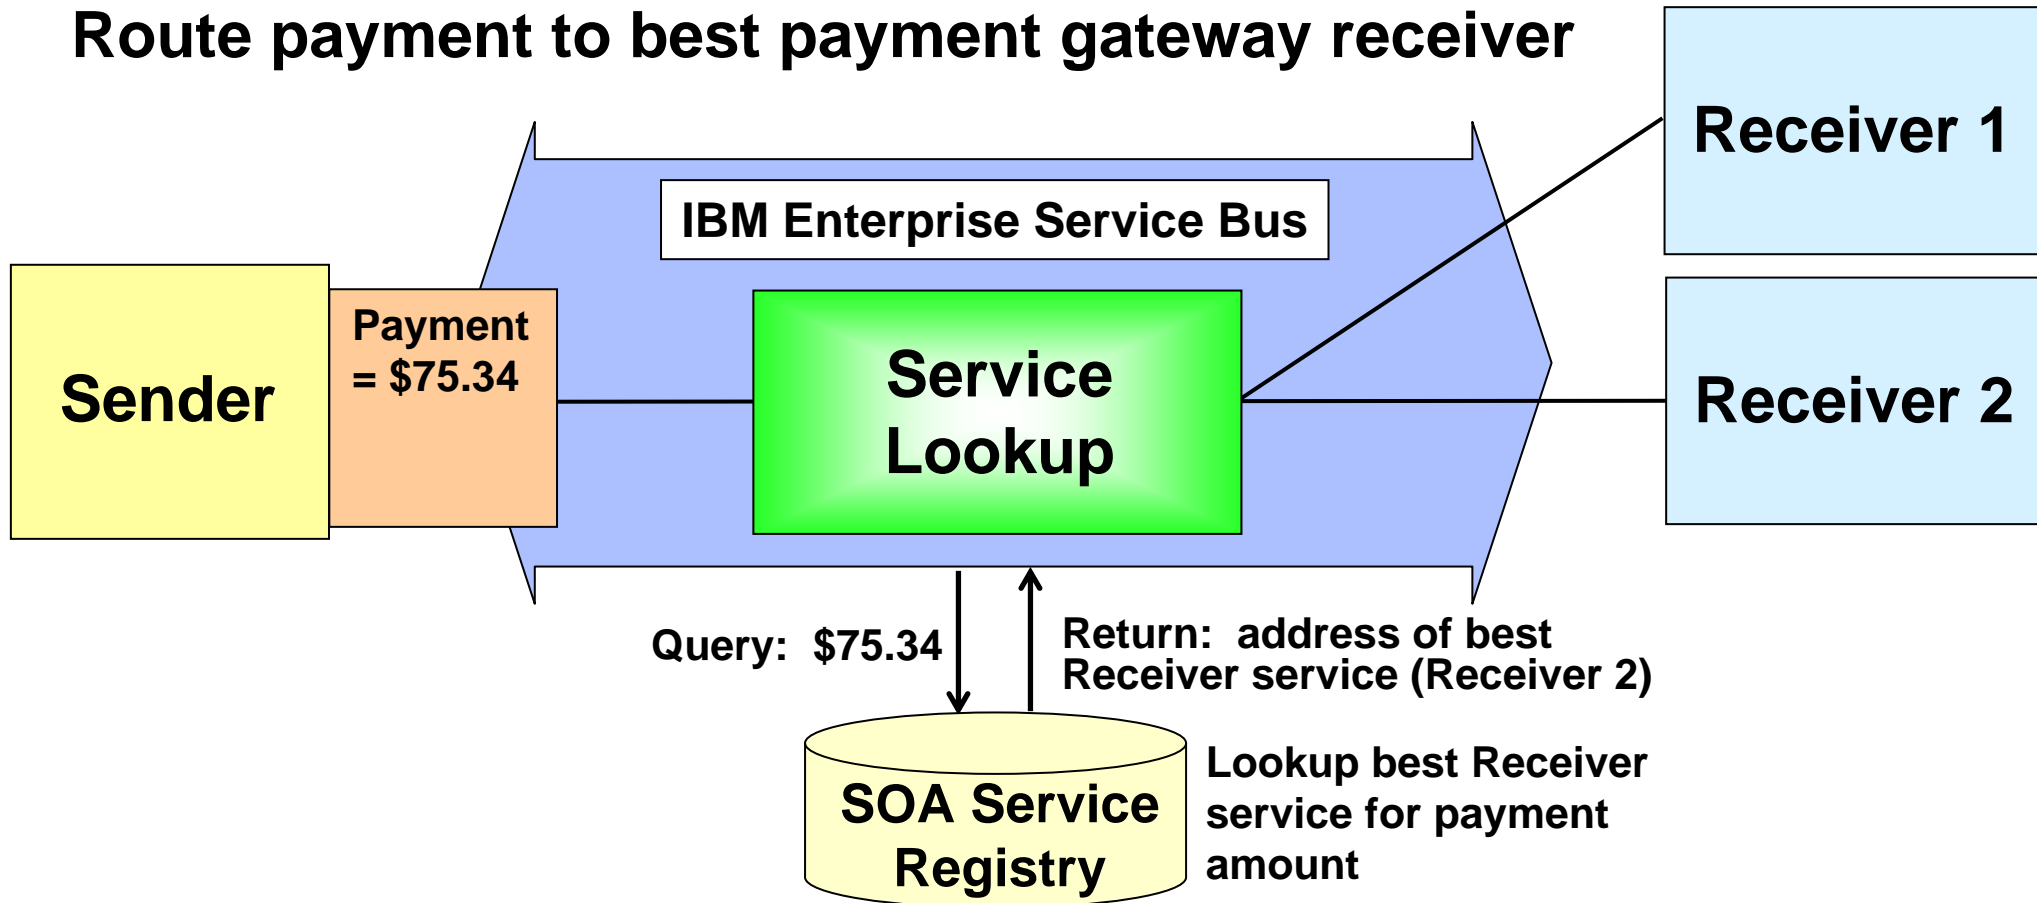 Route payment to best payment gateway receiver
Receiver 1
IBM Enterprise Service Bus
Sender
Payment
= $75.34
Service
Lookup
Receiver 2
Query:  $75.34
Return:  address of best
Receiver service (Receiver 2)
SOA Service
Registry
Lookup best Receiver
service for payment
amount